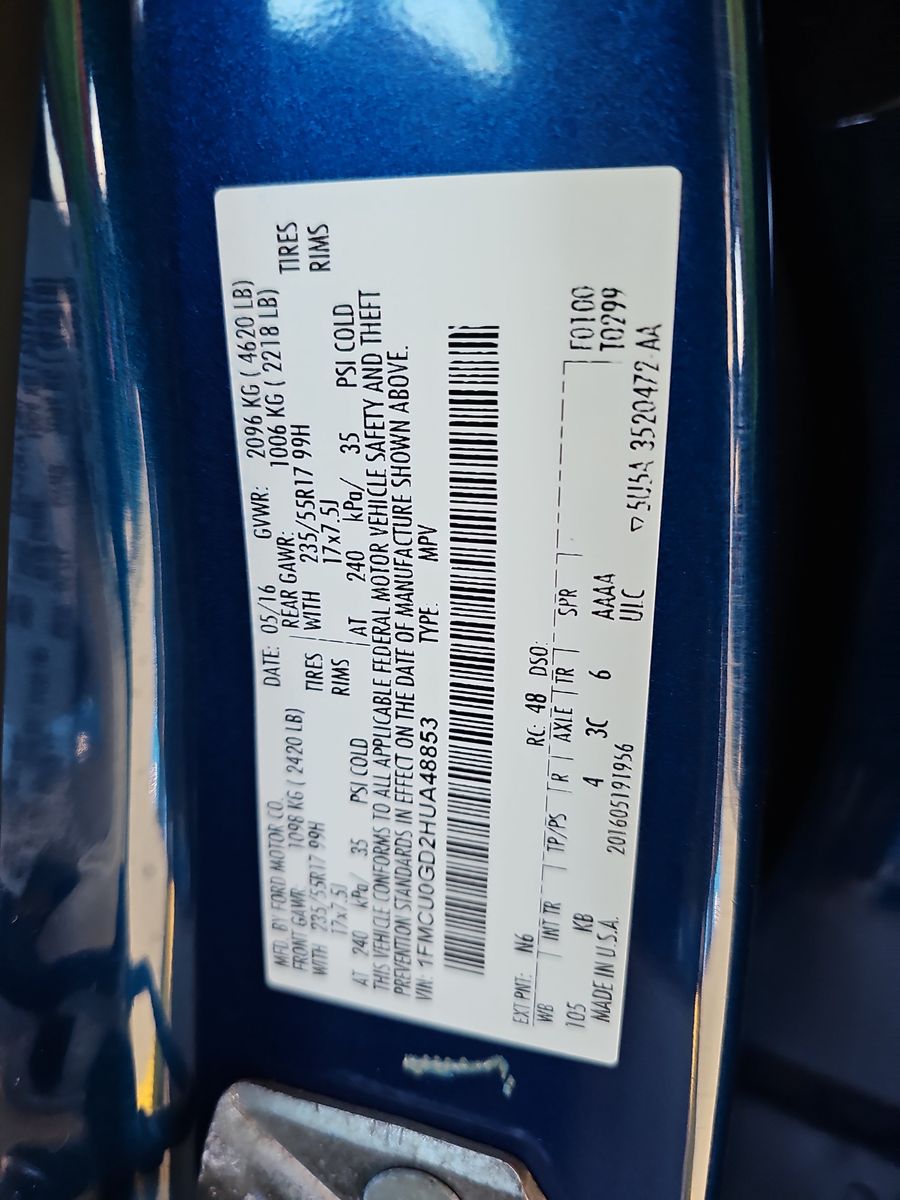 MFD. BY FORD MOTOR CO. DATE: 05/16 GVWR: 2096 KG ( 4620 LB)
FRONT GAWR: 1098 KG ( 2420 LB) REAR GAWR: 1006 KG ( 2218 LB)
WITH 235/55R17 99H TIRES WITH 235/55R17 99H TIRES
17x7.5J RIMS 17x7.5J RIMS
AT 240 kPa/ 35 PSI COLD AT 240 kPa/ 35 PSI COLD
THIS VEHICLE CONFORMS TO ALL APPLICABLE FEDERAL MOTOR VEHICLE SAFETY AND THEFT
PREVENTION STANDARDS IN EFFECT ON THE DATE OF MANUFACTURE SHOWN ABOVE.
VIN: 1FMCU0GD2HUA48853 TYPE: MPV
EXT PNT: N6 RC: 48 DSO:
WB INT TR TP/PS R AXLE TR SPR F0100
105 KB 4 3C 6 AAAA T0299
MADE IN U.S.A. 20160519195 UIC
5U5A 3520472 AA